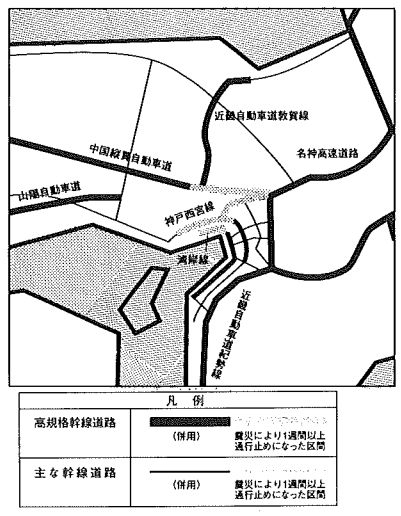 近畿自動車道敦賀線
名神高速道路
中国縦貫自動車道
山陽自動車道
神戸西宮線
湾岸線
近畿自動車道紀勢線
凡 例
高規格幹線道路
(供用)
震災により1週間以上
通行止めになった区間
主な幹線道路
(供用)
震災により1週間以上
通行止めになった区間